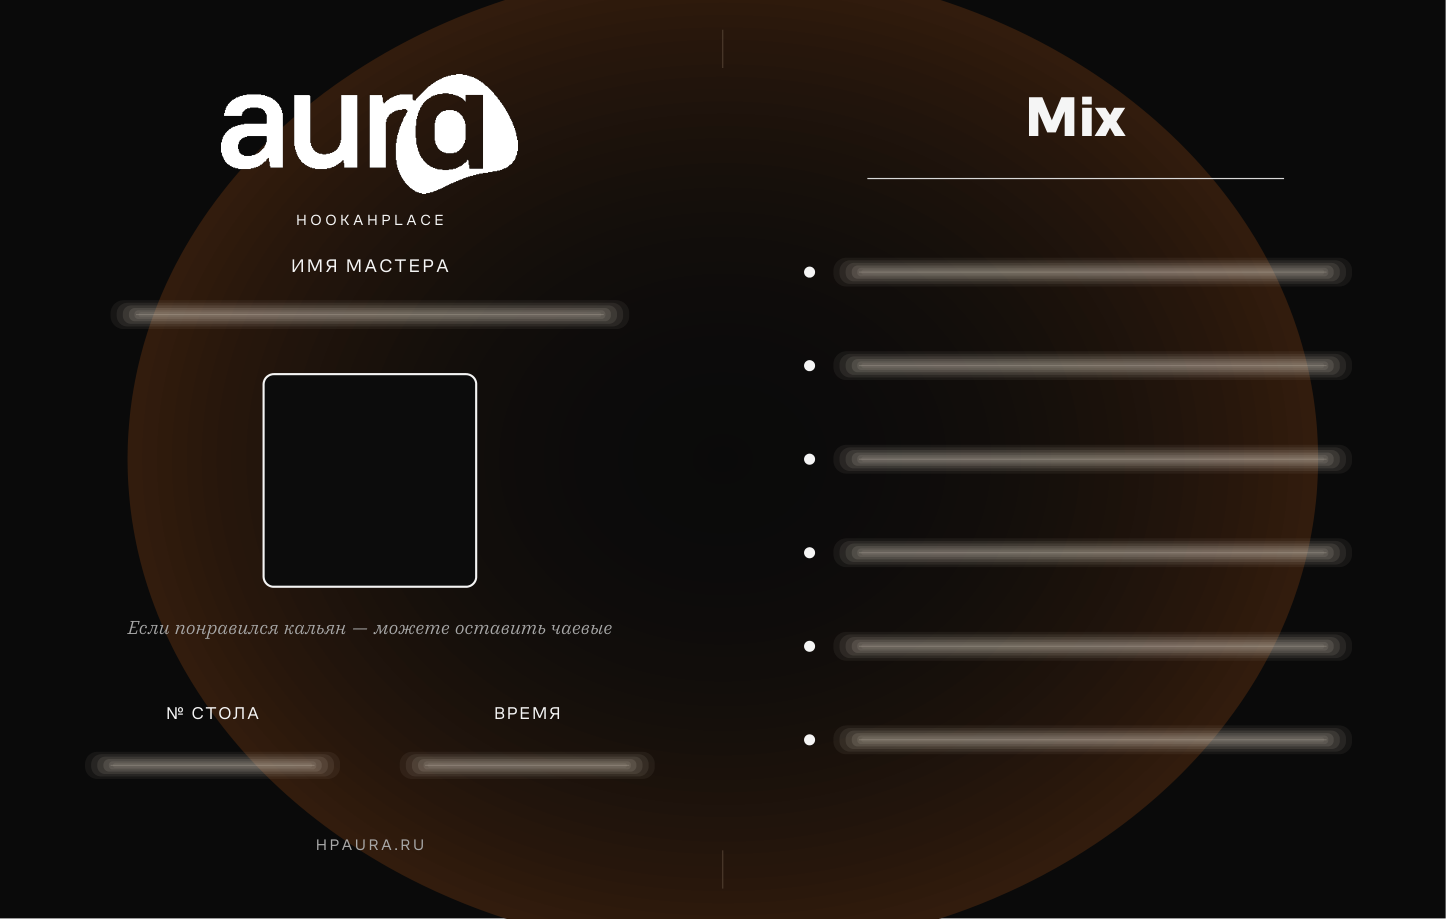 aura
HOOKAHPLACE
ИМЯ МАСТЕРА
Если понравился кальян — можете оставить чаевые
№ СТОЛА
ВРЕМЯ
HPAURA.RU
Mix